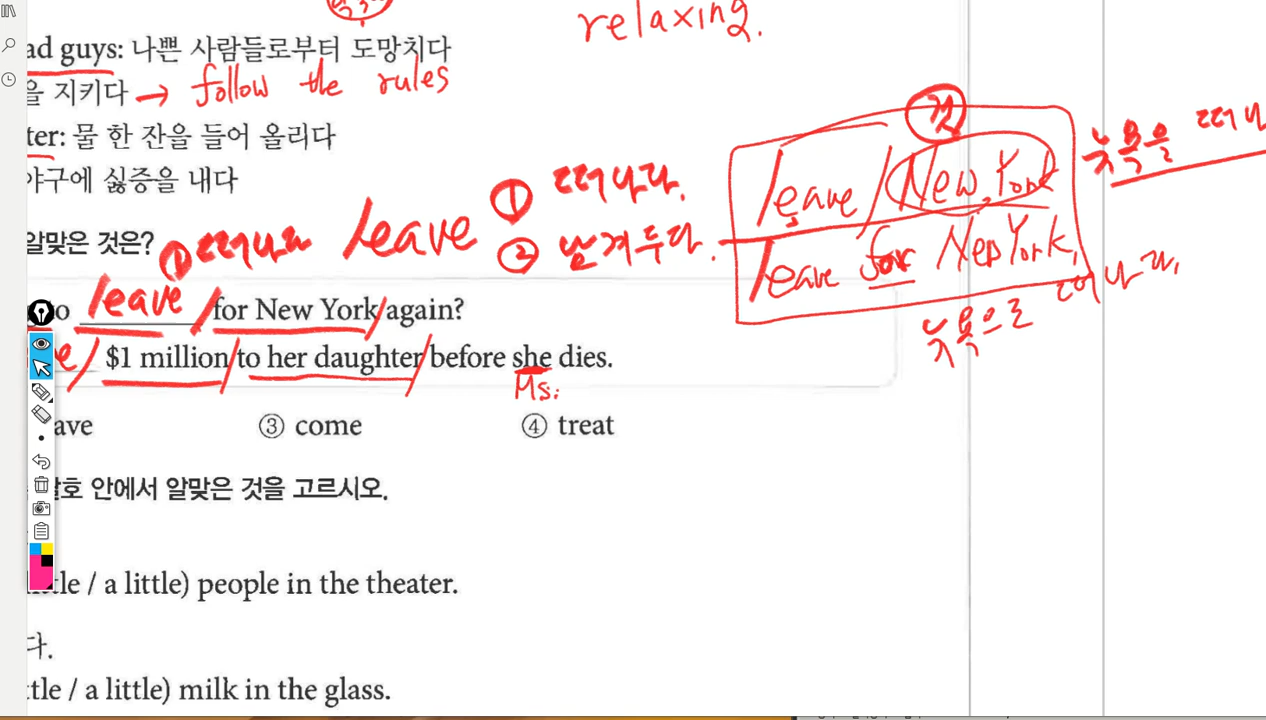 relaxing.
ad guys: 나쁜 사람들로부터 도망치다
을 지키다 → follow the rules
것
뉴욕을 떠나
ter: 물 한 잔을 들어 올리다
leave / New York
야구에 싫증을 내다
① 떠나다.
leave
② 남겨두다.
leave for New York,
뉴욕으로 떠나다,
알맞은 것은?
① 떠나다
o leave / for New York / again?
$1 million / to her daughter / before she dies.
Ms.
ave ③ come ④ treat
괄호 안에서 알맞은 것을 고르시오.
tle / a little) people in the theater.
다.
tle / a little) milk in the glass.